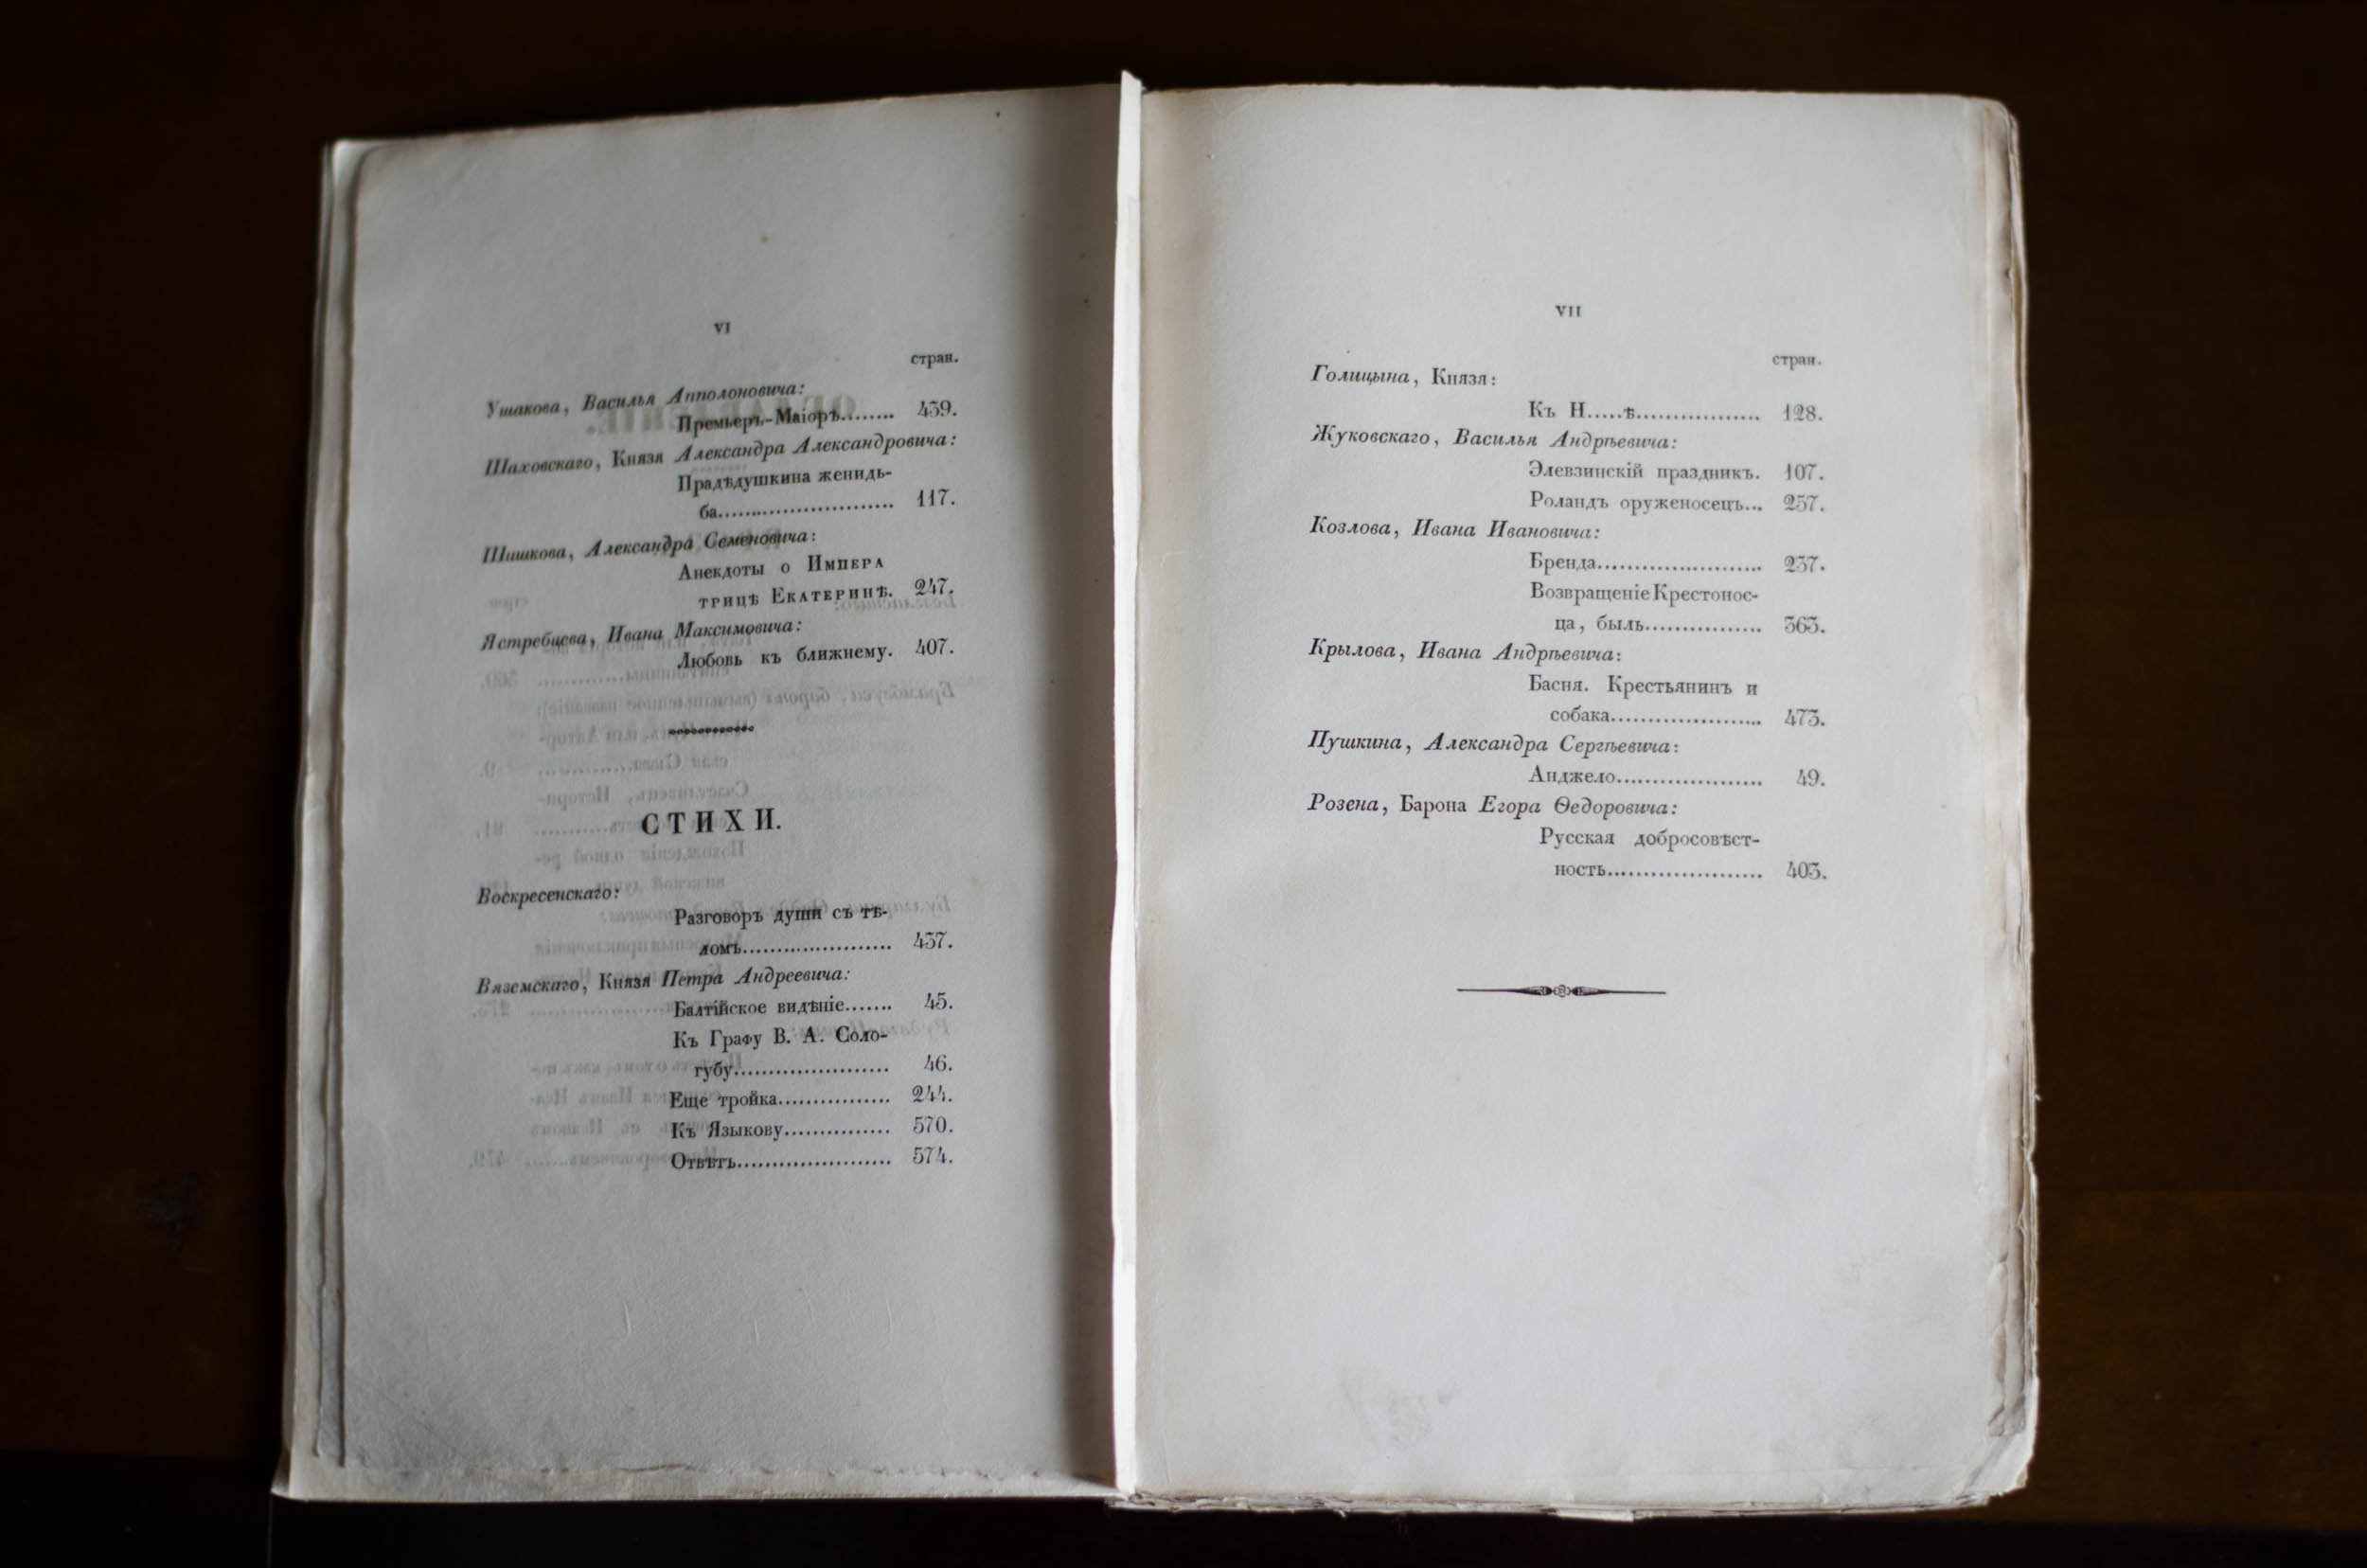 VI
стран.
Ушакова, Василья Апполоновича:
Премьеръ-Маіоръ........ 439.
Шаховскаго, Князя Александра Александровича:
Прадѣдушкина женидь-
ба........................ 117.
Шишкова, Александра Семеновича:
Анекдоты о Импера
трицѣ Екатеринѣ. 247.
Ястребцева, Ивана Максимовича:
Любовь къ ближнему. 407.
СТИХИ.
Воскресенскаго:
Разговоръ души съ тѣ-
ломъ..................... 437.
Вяземскаго, Князя Петра Андреевича:
Балтійское видѣніе....... 45.
Къ Графу В. А. Соло-
губу...................... 46.
Еще тройка................ 244.
Къ Языкову............... 570.
Отвѣтъ...................... 574.
VII
стран.
Голицына, Князя:
Къ Н.....ѣ................. 128.
Жуковскаго, Василья Андрѣевича:
Элевзинскій праздникъ. 107.
Роландъ оруженосецъ... 257.
Козлова, Ивана Ивановича:
Бренда....................... 237.
Возвращеніе Крестонос-
ца, быль................ 363.
Крылова, Ивана Андрѣевича:
Басня. Крестьянинъ и
собака..................... 473.
Пушкина, Александра Сергѣевича:
Анджело.................... 49.
Розена, Барона Егора Ѳедоровича:
Русская добросовѣст-
ность...................... 403.